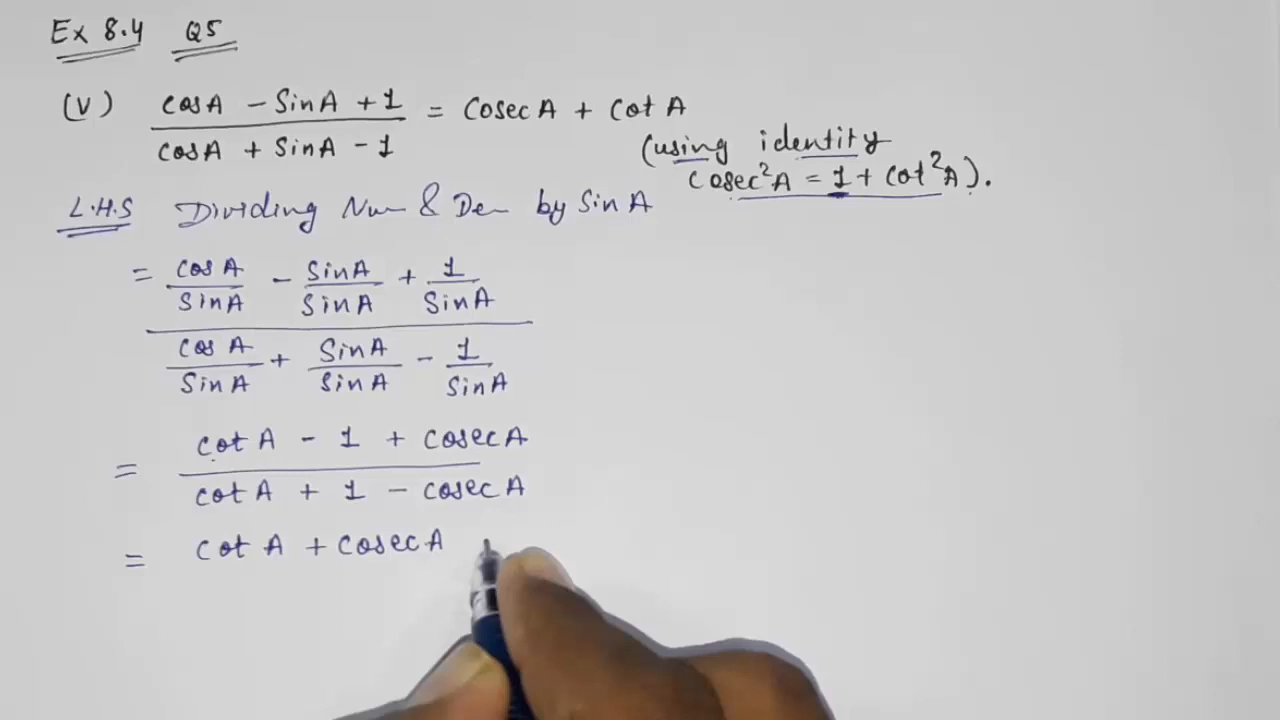 Ex 8.4 Q5
(V) cosA - SinA + 1 = CosecA + Cot A
cosA + SinA - 1
(using identity
Cosec²A = 1 + Cot²A).
L.H.S Dividing Num & Den by Sin A
= cosA - SinA + 1
SinA SinA SinA
cosA + SinA - 1
SinA SinA SinA
= cot A - 1 + cosecA
cot A + 1 - cosecA
= cot A + cosecA